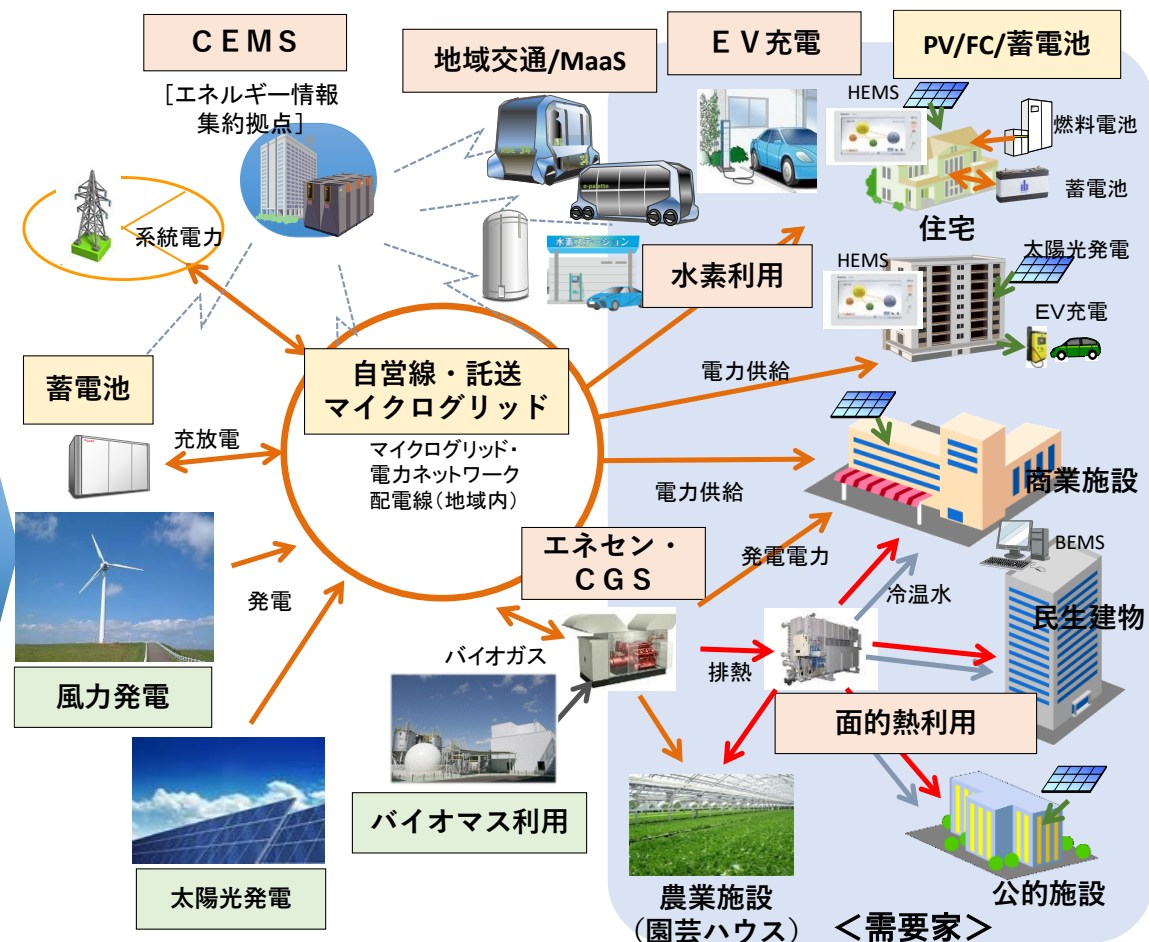 CEMS
[エネルギー情報
集約拠点]
地域交通/MaaS
EV充電
PV/FC/蓄電池
HEMS
燃料電池
蓄電池
住宅
系統電力
水素ステーション
水素利用
HEMS
太陽光発電
EV充電
蓄電池
充放電
自営線・託送
マイクログリッド
マイクログリッド・
電力ネットワーク
配電線(地域内)
電力供給
電力供給
商業施設
エネセン・
CGS
発電電力
BEMS
冷温水
民生建物
発電
バイオガス
排熱
風力発電
面的熱利用
バイオマス利用
太陽光発電
農業施設
(園芸ハウス)
公的施設
<需要家>